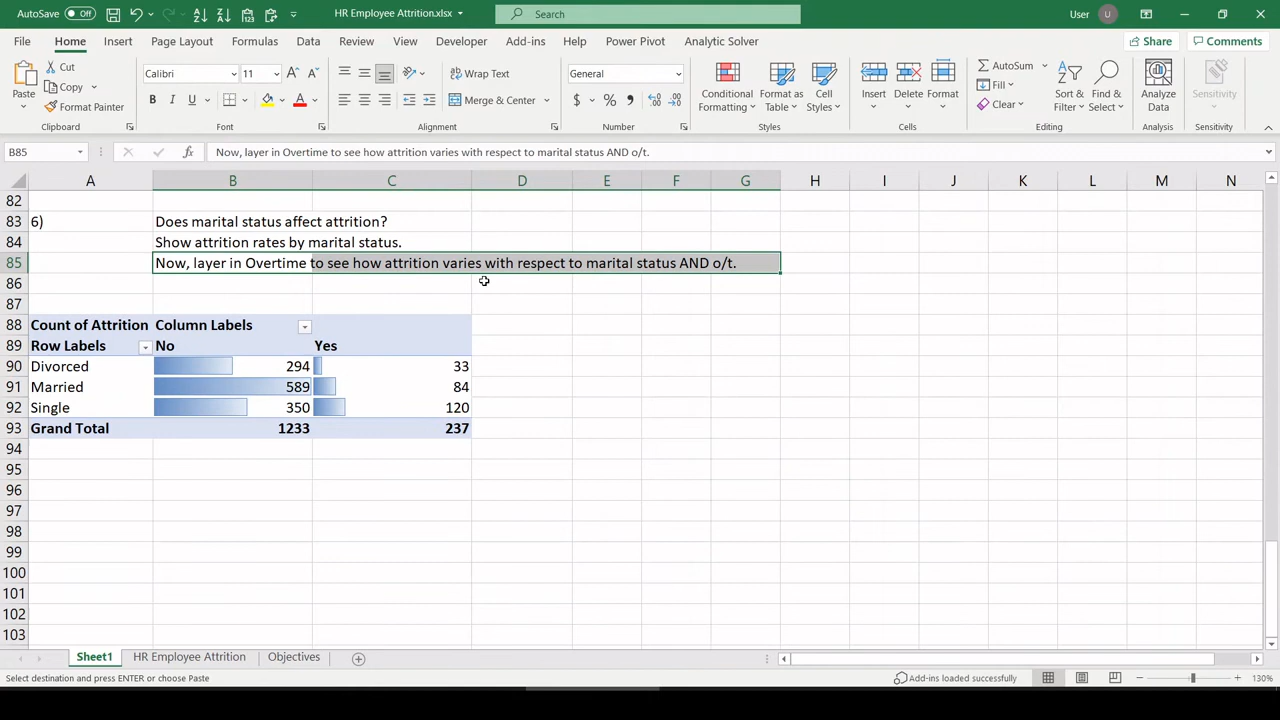 AutoSave Off HR Employee Attrition.xlsx Search User U
File Home Insert Page Layout Formulas Data Review View Developer Add-ins Help Power Pivot Analytic Solver Share Comments
Paste Cut Copy Format Painter Calibri 11 Wrap Text Merge & Center General Conditional Formatting Format as Table Cell Styles Insert Delete Format AutoSum Fill Clear Sort & Filter Find & Select Analyze Data Sensitivity
Clipboard Font Alignment Number Styles Cells Editing Analysis Sensitivity
B85 fx Now, layer in Overtime to see how attrition varies with respect to marital status AND o/t.
A B C D E F G H I J K L M N
82
83 6) Does marital status affect attrition?
84 Show attrition rates by marital status.
85 Now, layer in Overtime to see how attrition varies with respect to marital status AND o/t.
86
87
88 Count of Attrition Column Labels
89 Row Labels No Yes
90 Divorced 294 33
91 Married 589 84
92 Single 350 120
93 Grand Total 1233 237
94
95
96
97
98
99
100
101
102
103
Sheet1 HR Employee Attrition Objectives
Select destination and press ENTER or choose Paste Add-ins loaded successfully 130%